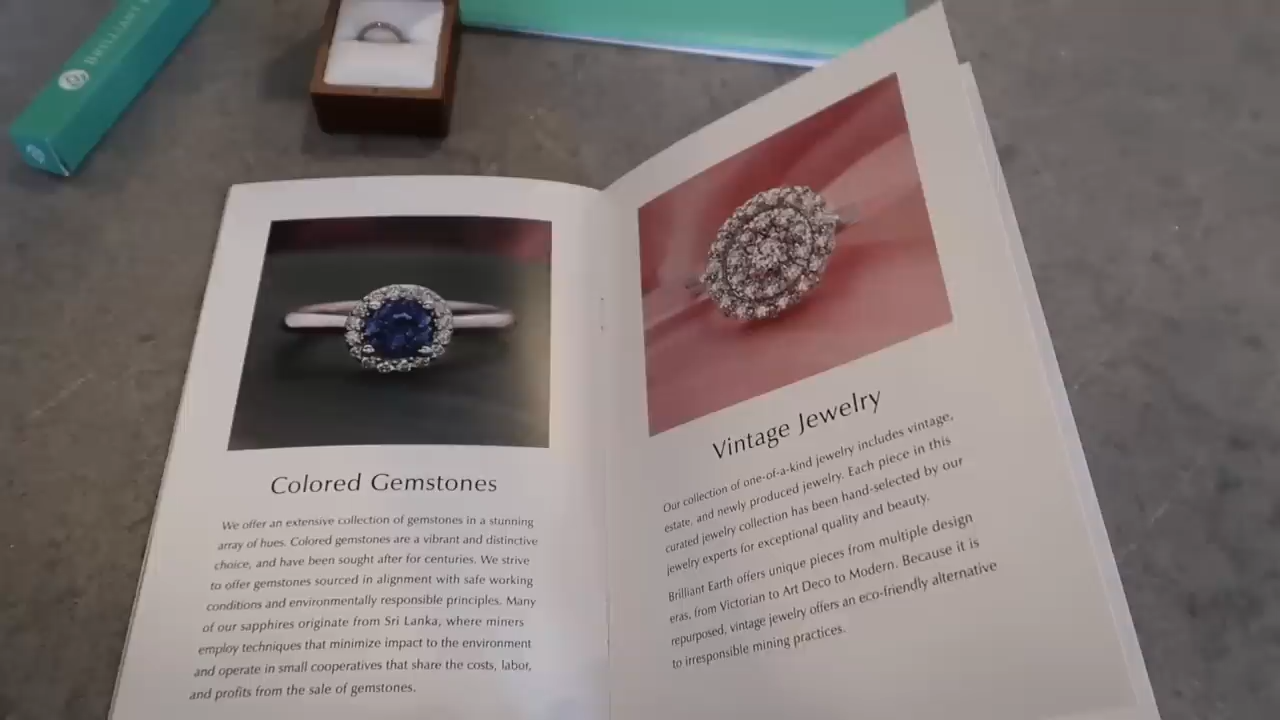 BRILLIANT
Colored Gemstones
We offer an extensive collection of gemstones in a stunning
array of hues. Colored gemstones are a vibrant and distinctive
choice, and have been sought after for centuries. We strive
to offer gemstones sourced in alignment with safe working
conditions and environmentally responsible principles. Many
of our sapphires originate from Sri Lanka, where miners
employ techniques that minimize impact to the environment
and operate in small cooperatives that share the costs, labor,
and profits from the sale of gemstones.
Vintage Jewelry
Our collection of one-of-a-kind jewelry includes vintage,
estate, and newly produced jewelry. Each piece in this
curated jewelry collection has been hand-selected by our
jewelry experts for exceptional quality and beauty.
Brilliant Earth offers unique pieces from multiple design
eras, from Victorian to Art Deco to Modern. Because it is
repurposed, vintage jewelry offers an eco-friendly alternative
to irresponsible mining practices.